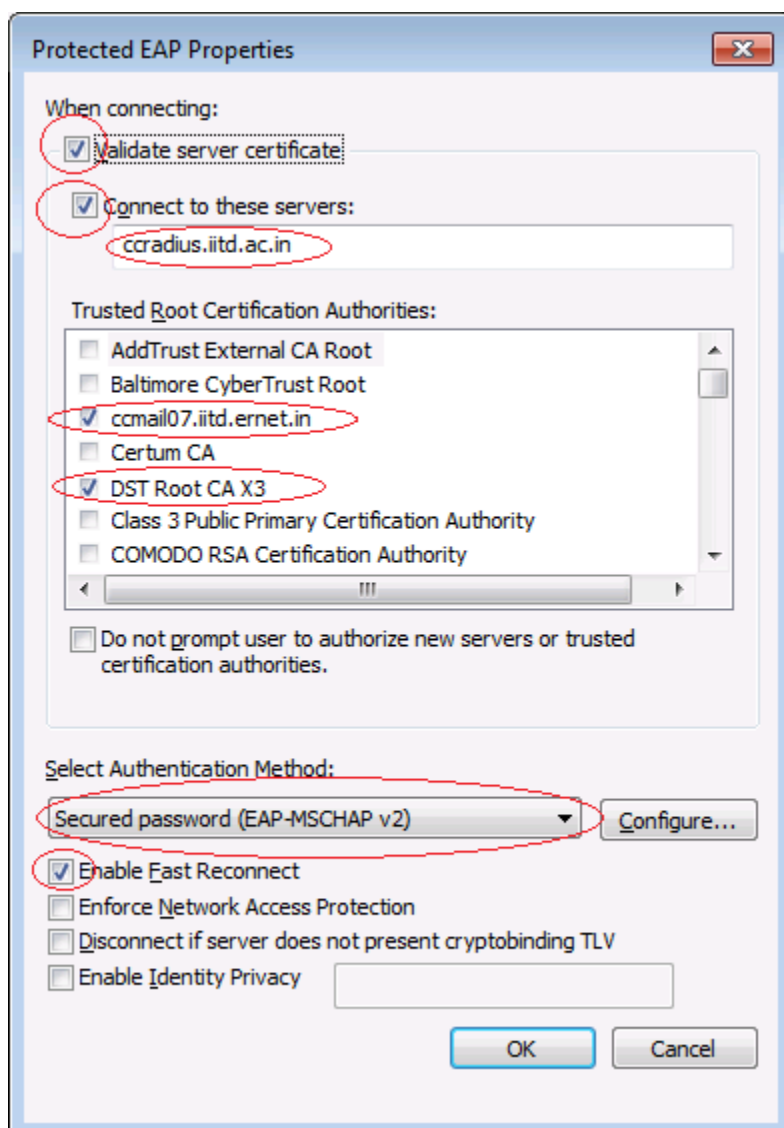 Protected EAP Properties
When connecting:
Validate server certificate
Connect to these servers:
ccradius.iitd.ac.in
Trusted Root Certification Authorities:
AddTrust External CA Root
Baltimore CyberTrust Root
ccmail07.iitd.ernet.in
Certum CA
DST Root CA X3
Class 3 Public Primary Certification Authority
COMODO RSA Certification Authority
Do not prompt user to authorize new servers or trusted
certification authorities.
Select Authentication Method:
Secured password (EAP-MSCHAP v2)
Configure...
Enable Fast Reconnect
Enforce Network Access Protection
Disconnect if server does not present cryptobinding TLV
Enable Identity Privacy
OK
Cancel